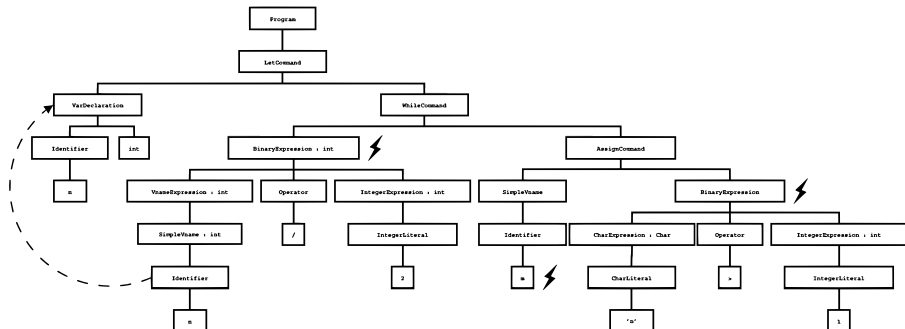 Program
LetCommand
VarDeclaration
WhileCommand
Identifier
int
BinaryExpression : int
AssignCommand
n
VnameExpression : int
Operator
IntegerExpression : int
SimpleVname
BinaryExpression
SimpleVname : int
/
IntegerLiteral
Identifier
CharExpression : Char
Operator
IntegerExpression : int
Identifier
2
m
CharLiteral
>
IntegerLiteral
n
'n'
1